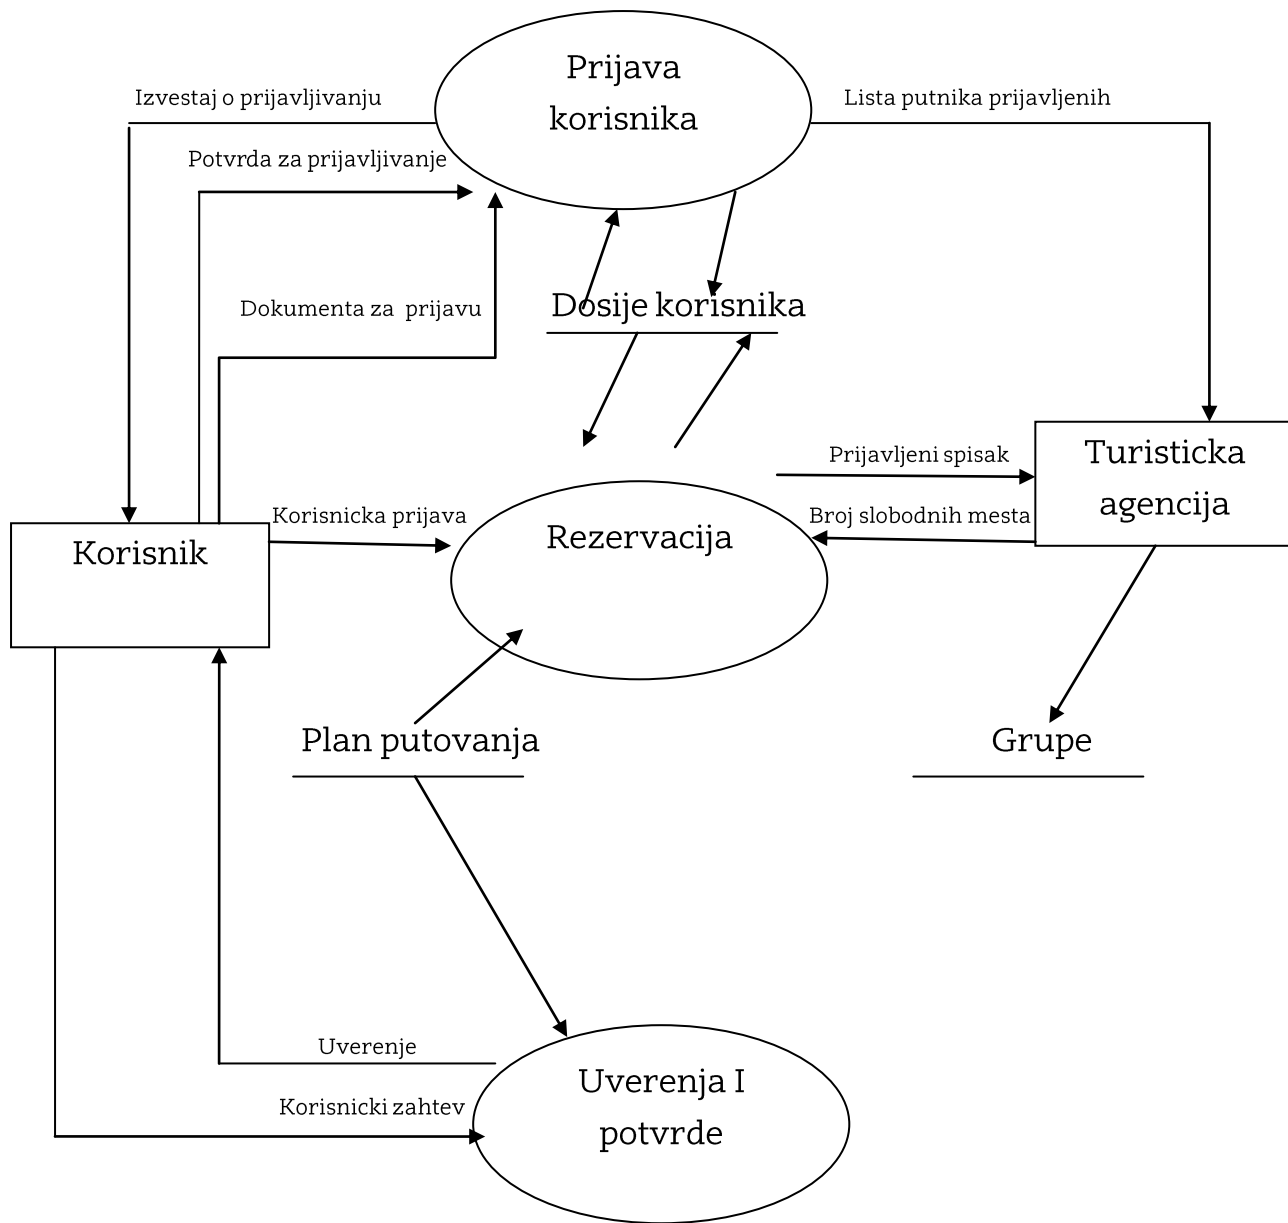 Prijava
korisnika
Izvestaj o prijavljivanju
Lista putnika prijavljenih
Potvrda za prijavljivanje
Dokumenta za prijavu
Dosije korisnika
Prijavljeni spisak
Turisticka
agencija
Korisnicka prijava
Broj slobodnih mesta
Korisnik
Rezervacija
Plan putovanja
Grupe
Uverenje
Uverenja I
potvrde
Korisnicki zahtev